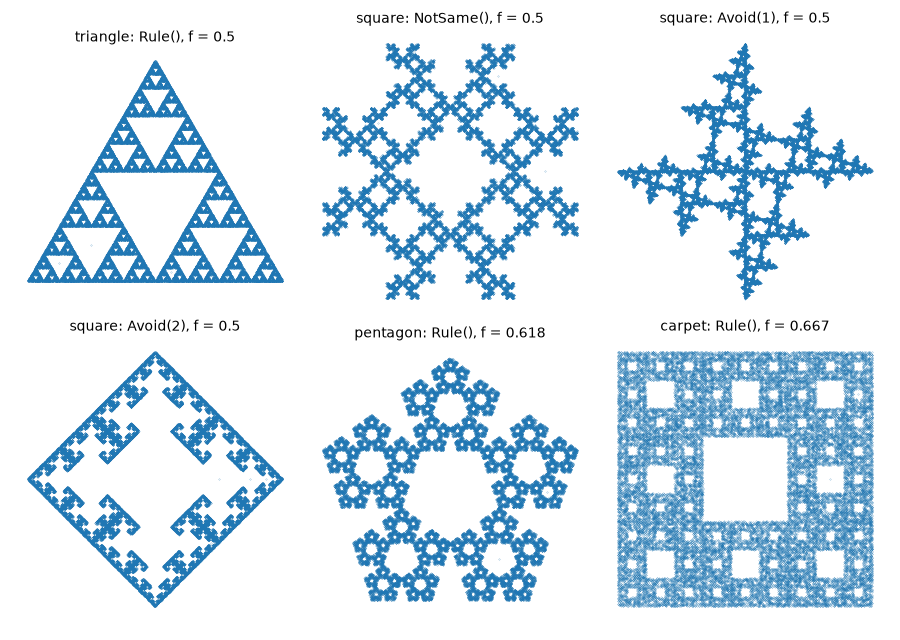 triangle: Rule(), f = 0.5
square: NotSame(), f = 0.5
square: Avoid(1), f = 0.5
square: Avoid(2), f = 0.5
pentagon: Rule(), f = 0.618
carpet: Rule(), f = 0.667